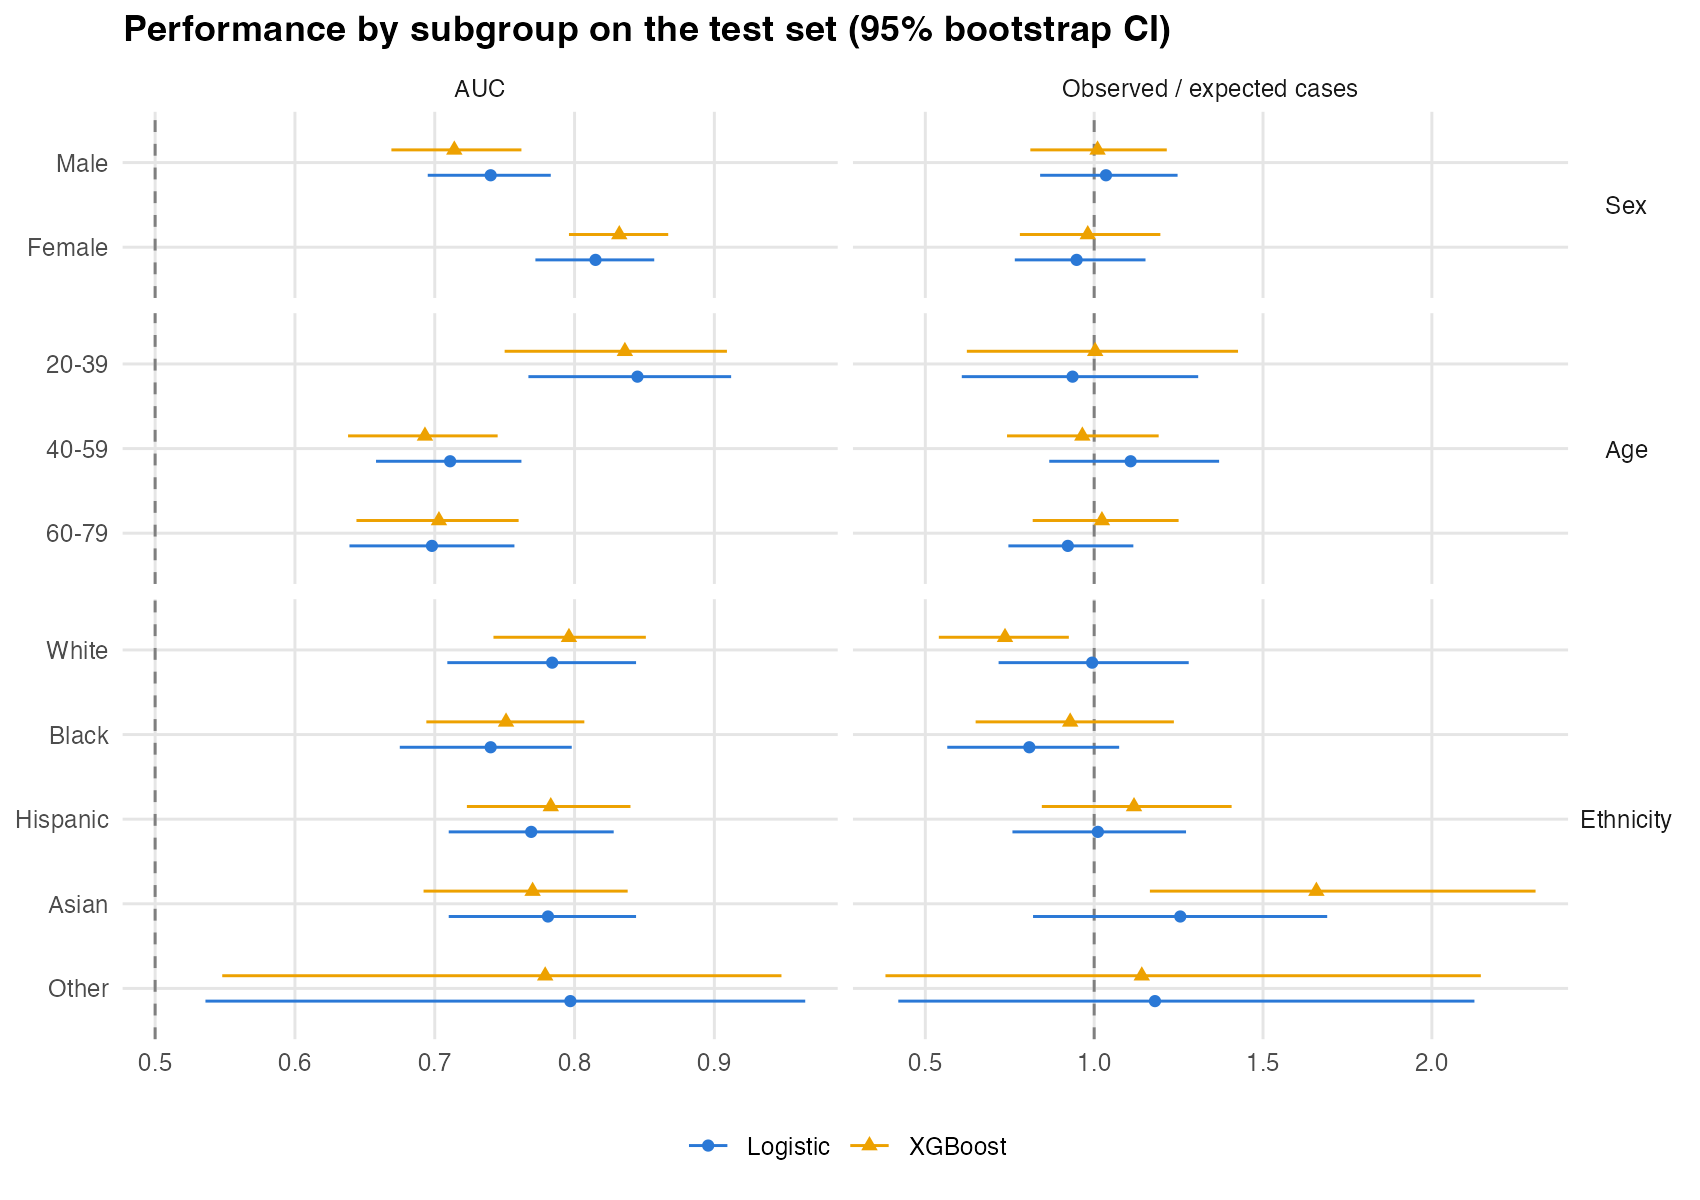 Performance by subgroup on the test set (95% bootstrap CI)
AUC
Observed / expected cases
Male
Female
Sex
20-39
40-59
60-79
Age
White
Black
Hispanic
Asian
Other
Ethnicity
0.5 0.6 0.7 0.8 0.9
0.5 1.0 1.5 2.0
Logistic XGBoost